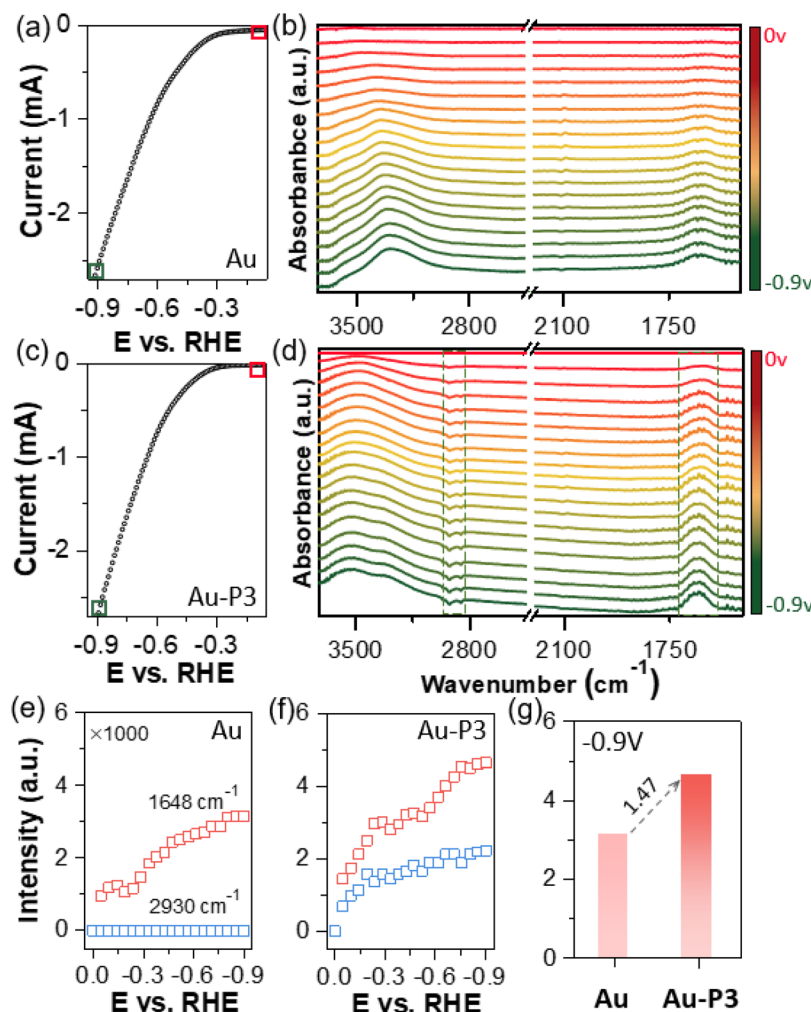 (a)
0
-1
-2
Current (mA)
Au
-0.9 -0.6 -0.3
E vs. RHE
(b)
Absorbanbce (a.u.)
0v
-0.9v
3500 2800 2100 1750
(c)
0
-1
-2
Current (mA)
Au-P3
-0.9 -0.6 -0.3
E vs. RHE
(d)
Absorbance (a.u.)
0v
-0.9v
3500 2800 2100 1750
Wavenumber (cm⁻¹)
(e)
6
4
2
0
Intensity (a.u.)
×1000
Au
1648 cm⁻¹
2930 cm⁻¹
0.0 -0.3 -0.6 -0.9
E vs. RHE
(f)
6
4
2
0
Au-P3
0.0 -0.3 -0.6 -0.9
E vs. RHE
(g)
6
4
2
0
-0.9V
1.47
Au Au-P3